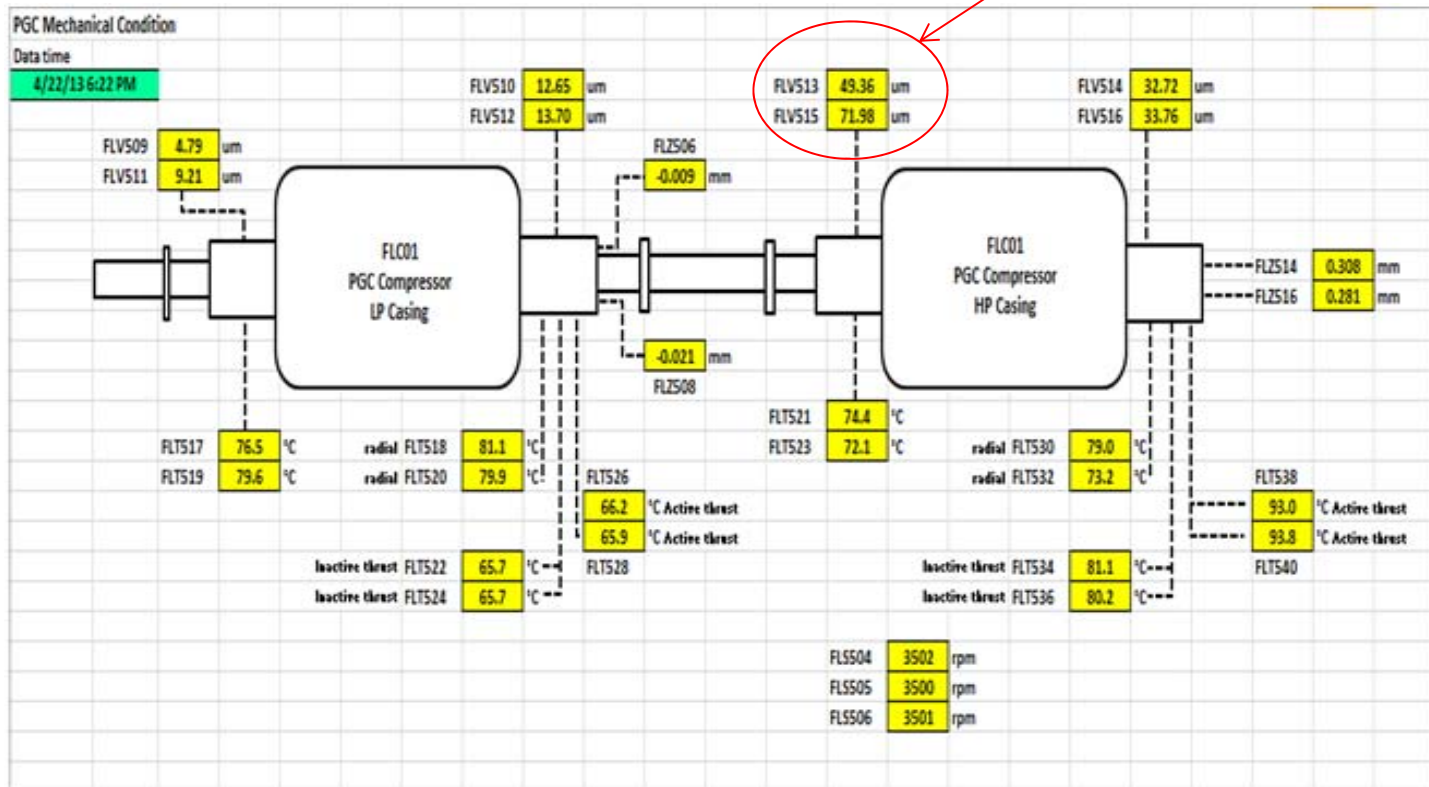 PGC Mechanical Condition
Data time
4/22/13 6:22 PM
FLV510 12.65 um
FLV512 13.70 um
FLV513 49.36 um
FLV515 71.98 um
FLV514 32.72 um
FLV516 33.76 um
FLV509 4.79 um
FLV511 9.21 um
FLZ506
-0.009 mm
FLC01
PGC Compressor
LP Casing
FLC01
PGC Compressor
HP Casing
FLZ514 0.308 mm
FLZ516 0.281 mm
-0.021 mm
FLZ508
FLT521 74.4 °C
FLT523 72.1 °C
FLT517 76.5 °C
FLT519 79.6 °C
radial FLT518 81.1 °C
radial FLT520 79.9 °C
radial FLT530 79.0 °C
radial FLT532 73.2 °C
FLT526
66.2 °C Active thrust
65.9 °C Active thrust
FLT528
FLT538
93.0 °C Active thrust
93.8 °C Active thrust
FLT540
Inactive thrust FLT522 65.7 °C
Inactive thrust FLT524 65.7 °C
Inactive thrust FLT534 81.1 °C
Inactive thrust FLT536 80.2 °C
FLS504 3502 rpm
FLS505 3500 rpm
FLS506 3501 rpm